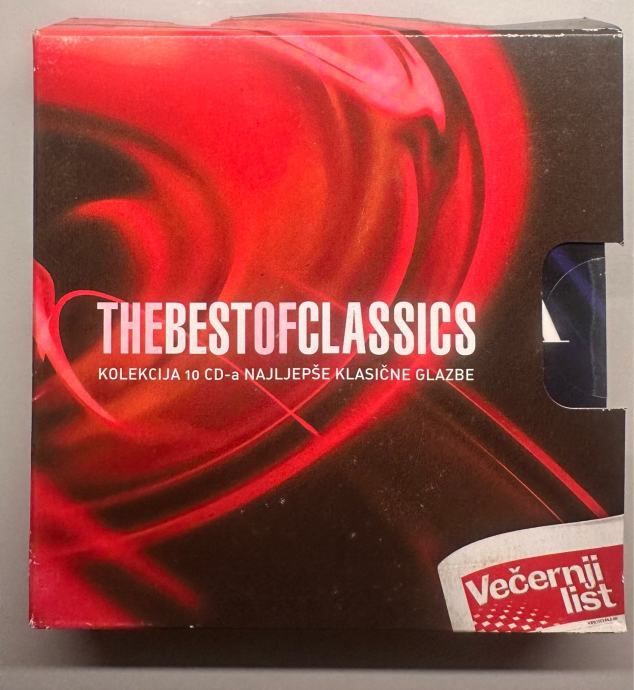 THEBESTOFCLASSICS
KOLEKCIJA 10 CD-a NAJLJEPŠE KLASIČNE GLAZBE
Večernji
list